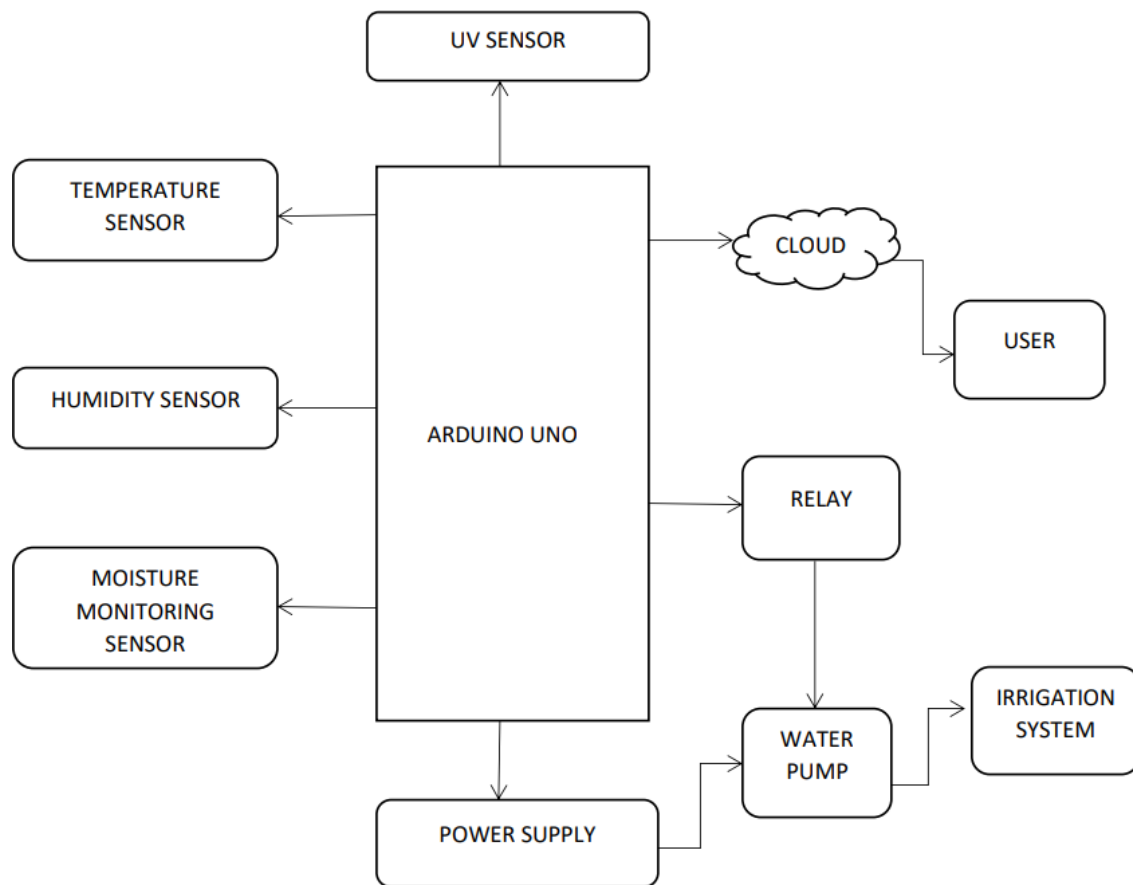 UV SENSOR
TEMPERATURE
SENSOR
CLOUD
USER
HUMIDITY SENSOR
ARDUINO UNO
RELAY
MOISTURE
MONITORING
SENSOR
IRRIGATION
SYSTEM
WATER
PUMP
POWER SUPPLY